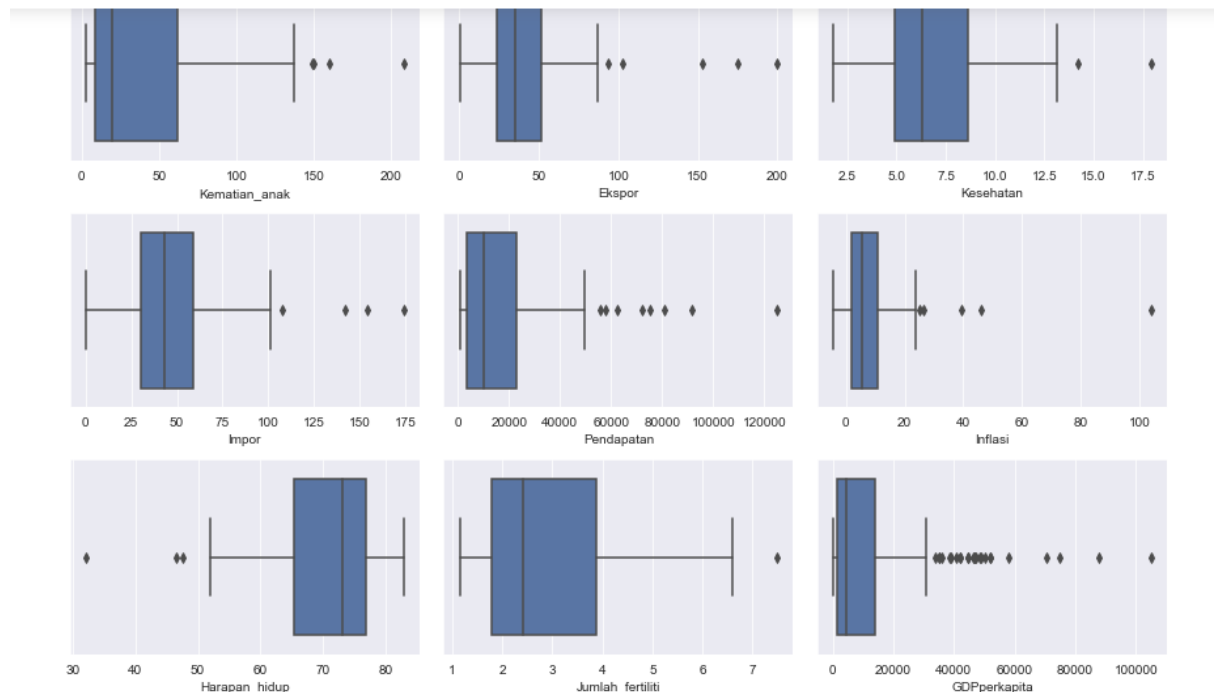 0 50 100 150 200
Kematian_anak
0 50 100 150 200
Ekspor
2.5 5.0 7.5 10.0 12.5 15.0 17.5
Kesehatan
0 25 50 75 100 125 150 175
Impor
0 20000 40000 60000 80000 100000 120000
Pendapatan
0 20 40 60 80 100
Inflasi
30 40 50 60 70 80
Harapan_hidup
1 2 3 4 5 6 7
Jumlah_fertiliti
0 20000 40000 60000 80000 100000
GDPperkapita